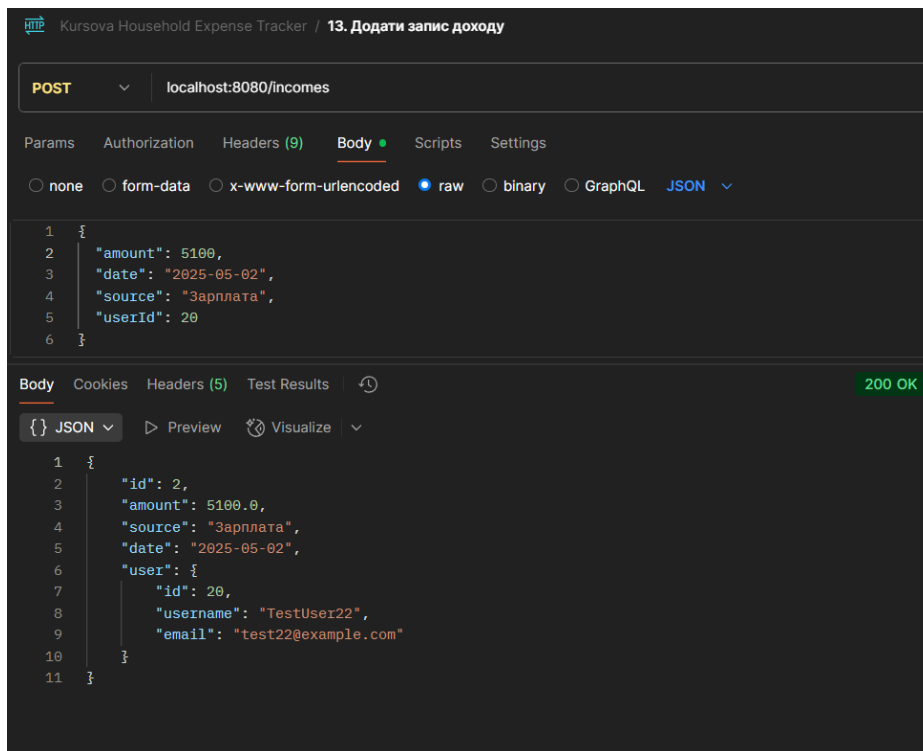 HTTP Kursova Household Expense Tracker / 13. Додати запис доходу
POST localhost:8080/incomes
Params Authorization Headers (9) Body Scripts Settings
none form-data x-www-form-urlencoded raw binary GraphQL JSON
1 {
2 "amount": 5100,
3 "date": "2025-05-02",
4 "source": "Зарплата",
5 "userId": 20
6 }
Body Cookies Headers (5) Test Results 200 OK
{} JSON Preview Visualize
1 {
2 "id": 2,
3 "amount": 5100.0,
4 "source": "Зарплата",
5 "date": "2025-05-02",
6 "user": {
7 "id": 20,
8 "username": "TestUser22",
9 "email": "test22@example.com"
10 }
11 }